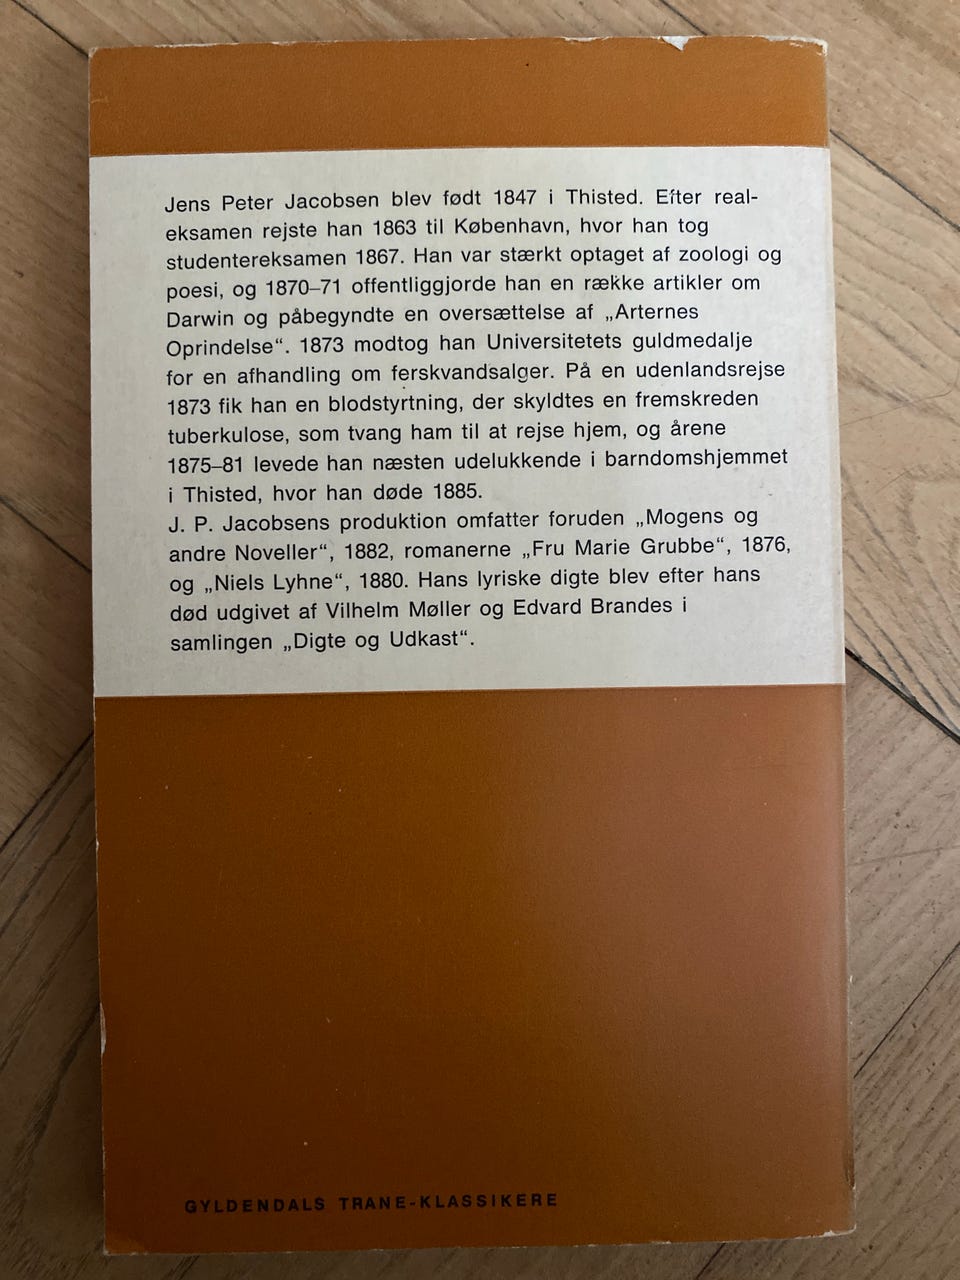 Jens Peter Jacobsen blev født 1847 i Thisted. Efter real-
eksamen rejste han 1863 til København, hvor han tog
studentereksamen 1867. Han var stærkt optaget af zoologi og
poesi, og 1870–71 offentliggjorde han en række artikler om
Darwin og påbegyndte en oversættelse af „Arternes
Oprindelse“. 1873 modtog han Universitetets guldmedalje
for en afhandling om ferskvandsalger. På en udenlandsrejse
1873 fik han en blodstyrtning, der skyldtes en fremskreden
tuberkulose, som tvang ham til at rejse hjem, og årene
1875–81 levede han næsten udelukkende i barndomshjemmet
i Thisted, hvor han døde 1885.
J. P. Jacobsens produktion omfatter foruden „Mogens og
andre Noveller“, 1882, romanerne „Fru Marie Grubbe“, 1876,
og „Niels Lyhne“, 1880. Hans lyriske digte blev efter hans
død udgivet af Vilhelm Møller og Edvard Brandes i
samlingen „Digte og Udkast“.
GYLDENDALS TRANE-KLASSIKERE